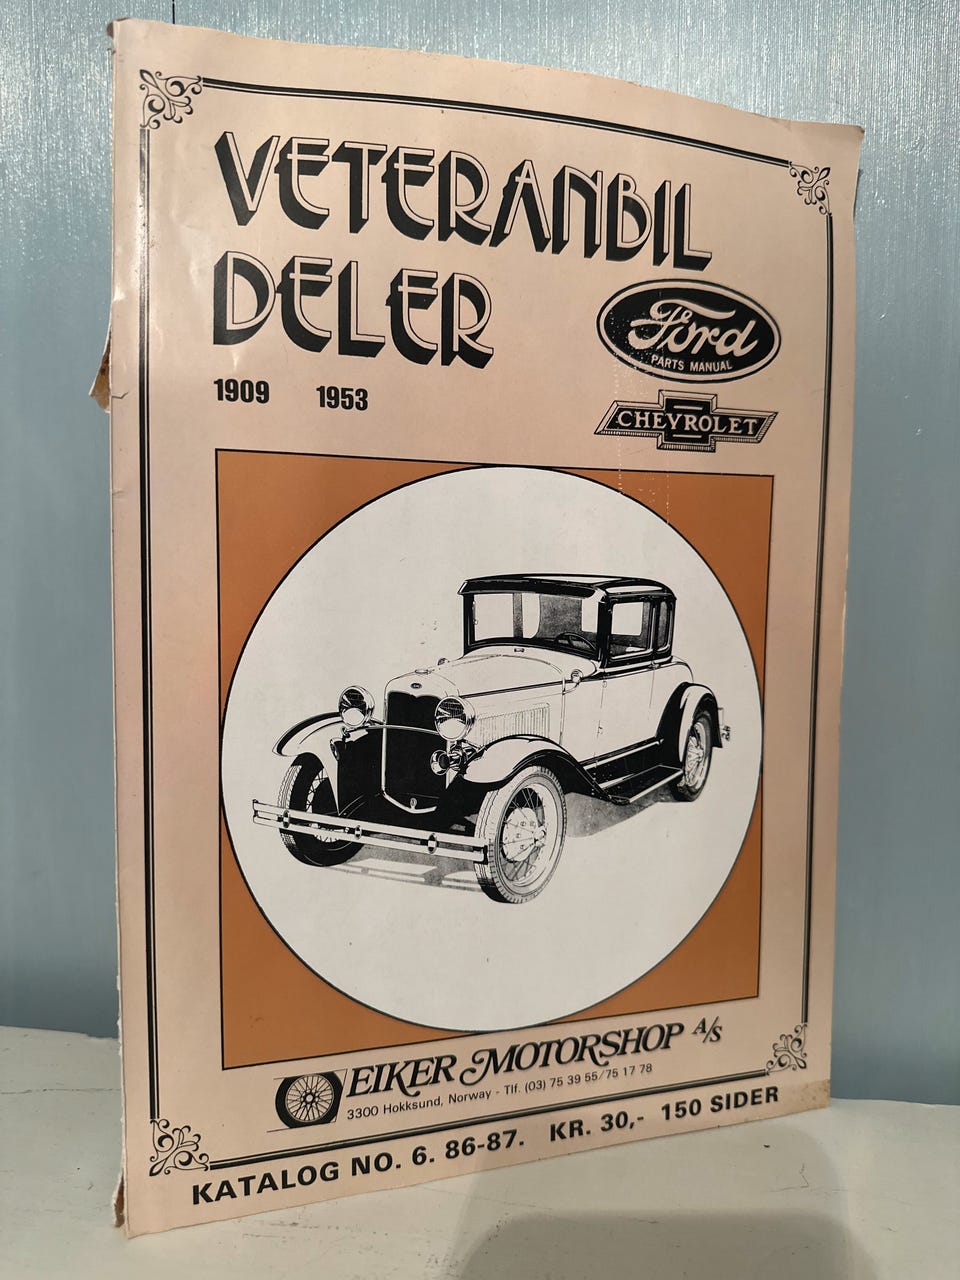 VETERANBIL
DELER
1909 1953
Ford
PARTS MANUAL
CHEVROLET
EIKER MOTORSHOP A/S
3300 Hokksund, Norway - Tlf. (03) 75 39 55/75 17 78
KATALOG NO. 6. 86-87. KR. 30,- 150 SIDER